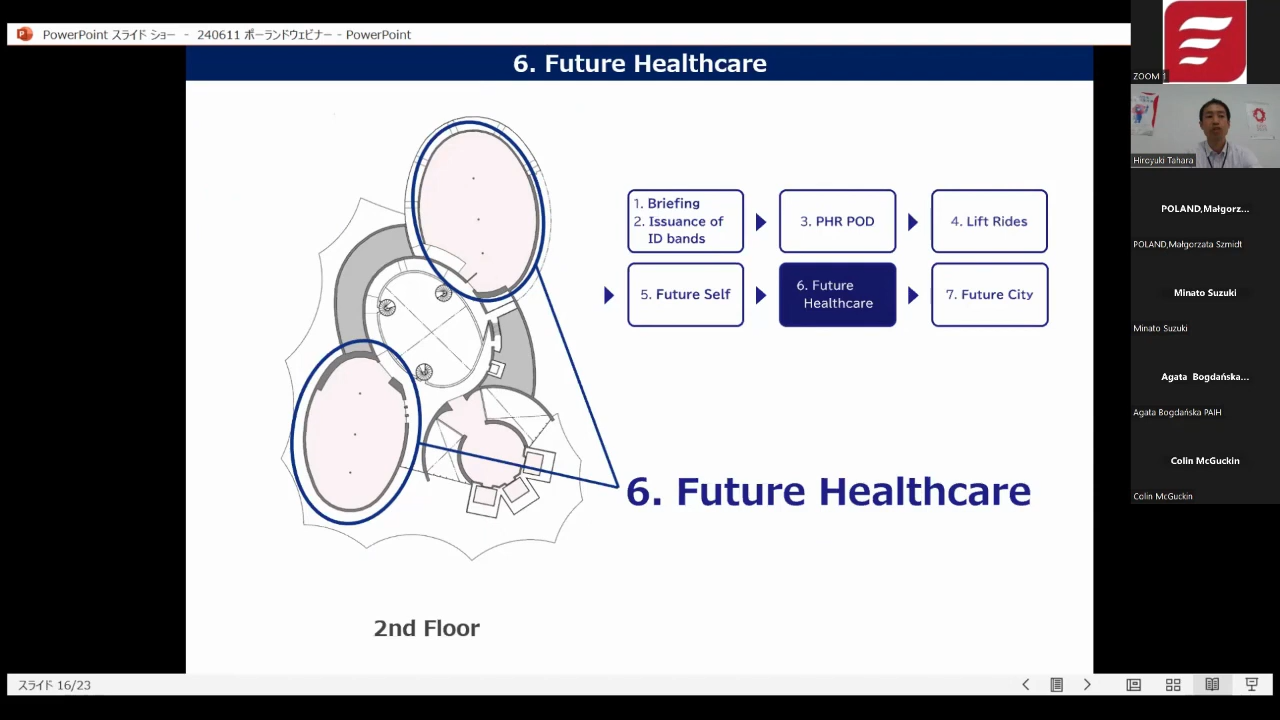 PowerPoint スライド ショー - 240611 ポーランドウェビナー - PowerPoint
6. Future Healthcare
1. Briefing
2. Issuance of
ID bands
3. PHR POD
4. Lift Rides
5. Future Self
6. Future
Healthcare
7. Future City
6. Future Healthcare
2nd Floor
スライド 16/23
ZOOM 1
Hiroyuki Tahara
POLAND,Małgorz...
POLAND,Małgorzata Szmidt
Minato Suzuki
Minato Suzuki
Agata Bogdańska...
Agata Bogdańska PAIH
Colin McGuckin
Colin McGuckin